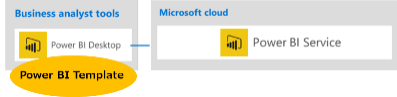 Business analyst tools
Power BI Desktop
Power BI Template
Microsoft cloud
Power BI Service